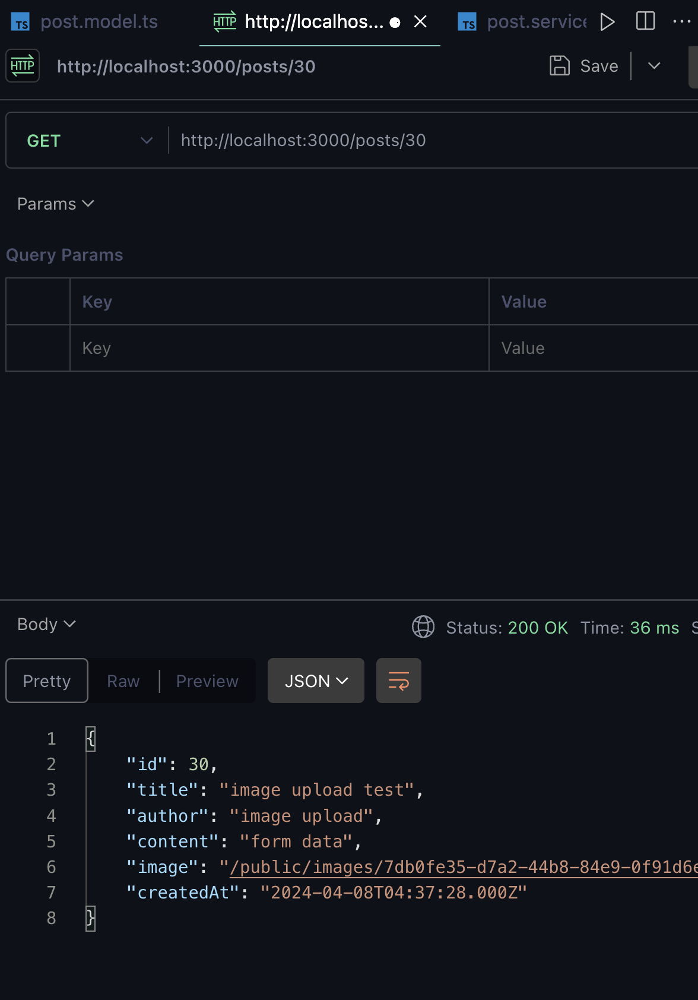 TS post.model.ts HTTP http://localhos... TS post.service
HTTP http://localhost:3000/posts/30 Save
GET http://localhost:3000/posts/30
Params
Query Params
Key Value
Key Value
Body Status: 200 OK Time: 36 ms S
Pretty Raw Preview JSON
1 {
2 "id": 30,
3 "title": "image upload test",
4 "author": "image upload",
5 "content": "form data",
6 "image": "/public/images/7db0fe35-d7a2-44b8-84e9-0f91d6e
7 "createdAt": "2024-04-08T04:37:28.000Z"
8 }